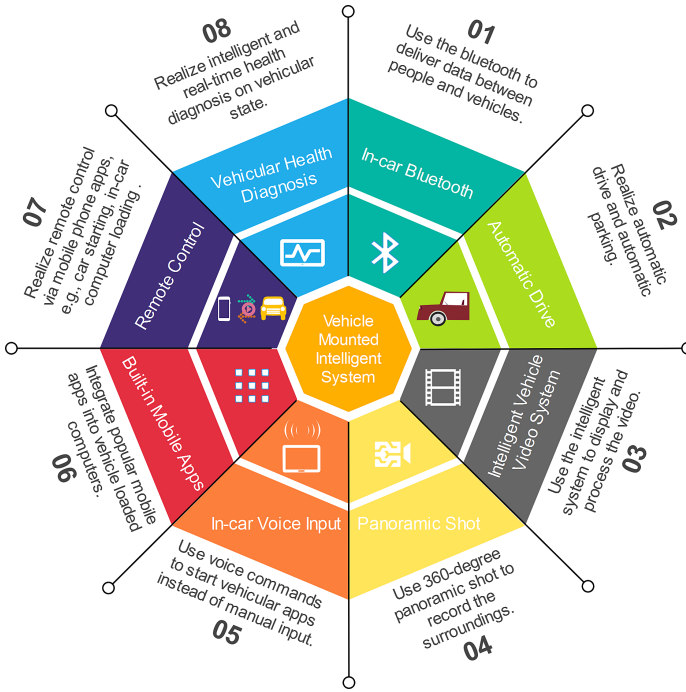 Vehicle
Mounted
Intelligent
System
01
Use the bluetooth to
deliver data between
people and vehicles.
In-car Bluetooth
02
Realize automatic
drive and automatic
parking.
Automatic Drive
03
Use the intelligent
system to display and
process the video.
Intelligent Vehicle
Video System
04
Use 360-degree
panoramic shot to
record the
surroundings.
Panoramic Shot
05
Use voice commands
to start vehicular apps
instead of manual input.
In-car Voice Input
06
Integrate popular mobile
apps into vehicle loaded
computers.
Built-in Mobile Apps
07
Realize remote control
via mobile phone apps,
e.g., car starting, in-car
computer loading .
Remote Control
08
Realize intelligent and
real-time health
diagnosis on vehicular
state.
Vehicular Health
Diagnosis